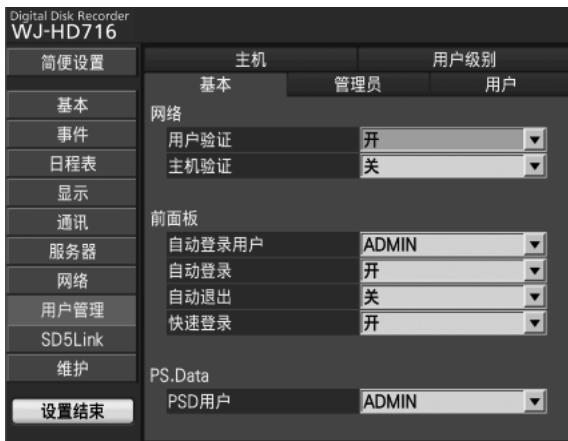 Digital Disk Recorder
WJ-HD716
简便设置
基本
事件
日程表
显示
通讯
服务器
网络
用户管理
SD5Link
维护
设置结束
主机 用户级别
基本 管理员 用户
网络
用户验证 开
主机验证 关
前面板
自动登录用户 ADMIN
自动登录 开
自动退出 关
快速登录 开
PS.Data
PSD用户 ADMIN